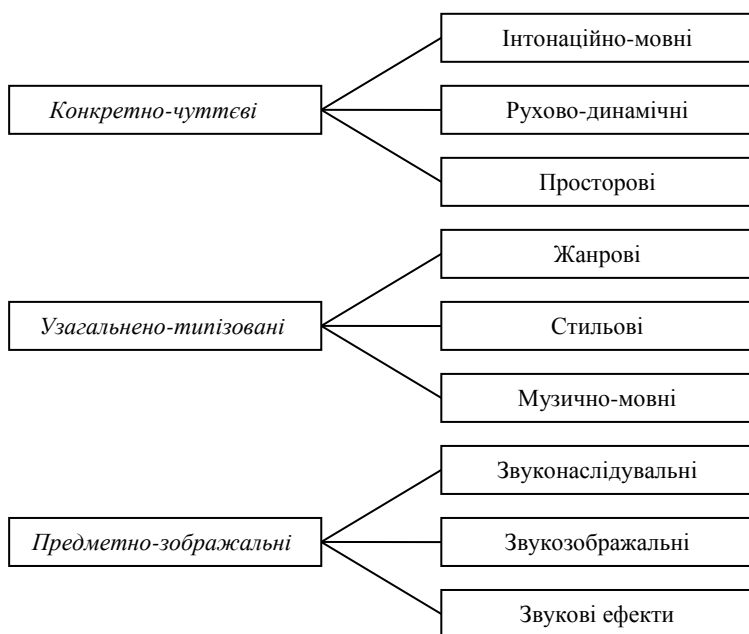 Інтонаційно-мовні
Конкретно-чуттєві
Рухово-динамічні
Просторові
Жанрові
Узагальнено-типізовані
Стильові
Музично-мовні
Звуконаслідувальні
Предметно-зображальні
Звукозображальні
Звукові ефекти